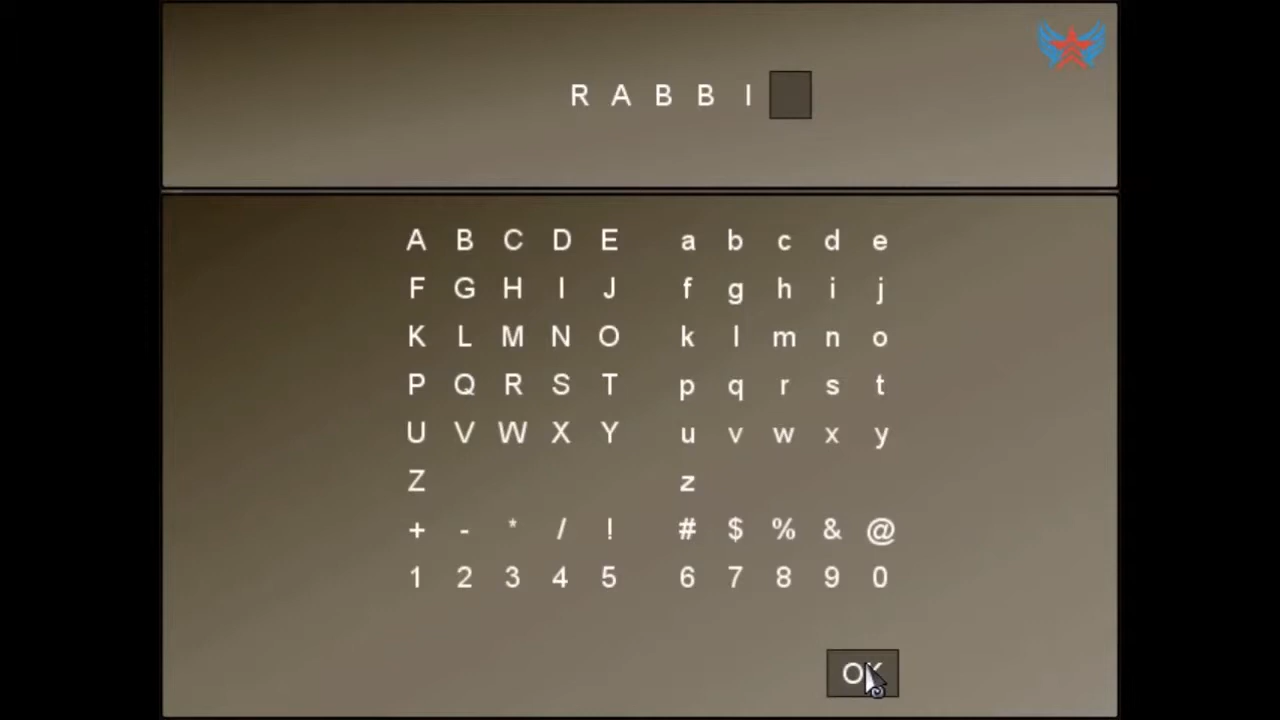 R A B B I
A B C D E a b c d e
F G H I J f g h i j
K L M N O k l m n o
P Q R S T p q r s t
U V W X Y u v w x y
Z z
+ - * / ! # $ % & @
1 2 3 4 5 6 7 8 9 0
OK